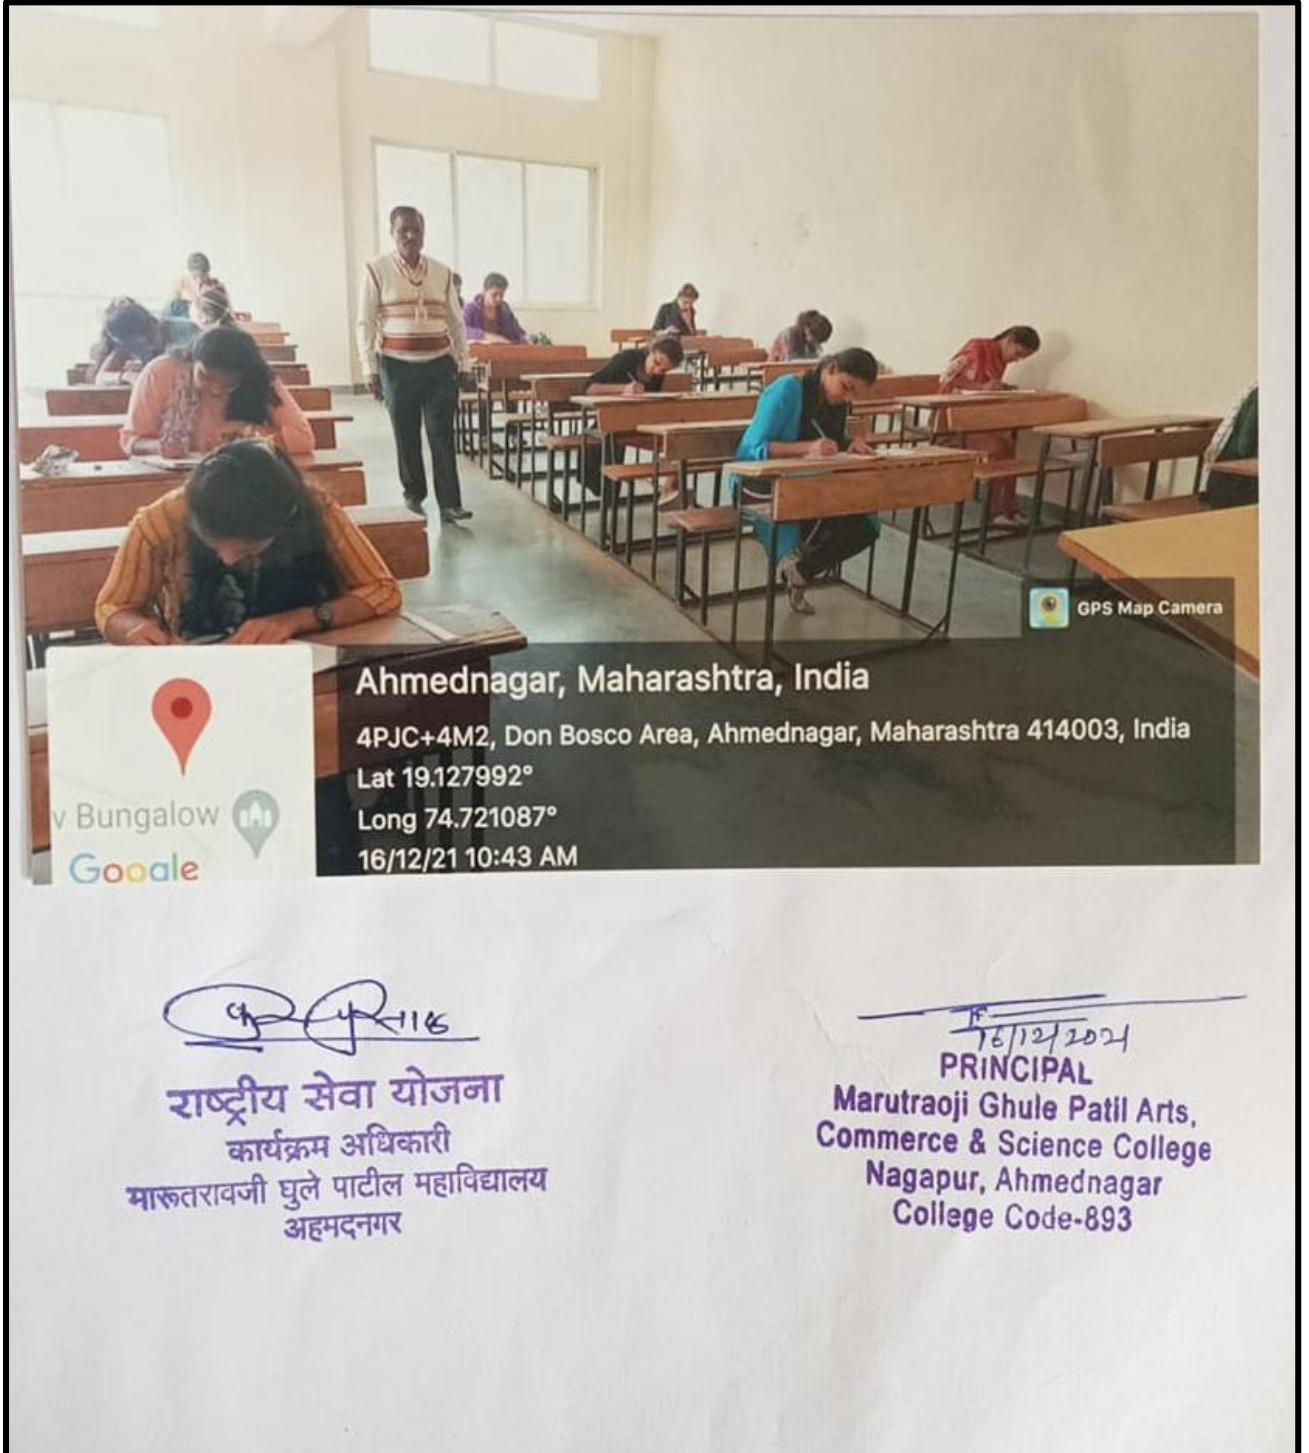 GPS Map Camera
Ahmednagar, Maharashtra, India
4PJC+4M2, Don Bosco Area, Ahmednagar, Maharashtra 414003, India
Lat 19.127992°
Long 74.721087°
16/12/21 10:43 AM
v Bungalow
Google
राष्ट्रीय सेवा योजना
कार्यक्रम अधिकारी
मारूतरावजी घुले पाटील महाविद्यालय
अहमदनगर
16/12/2021
PRINCIPAL
Marutraoji Ghule Patil Arts,
Commerce & Science College
Nagapur, Ahmednagar
College Code-893